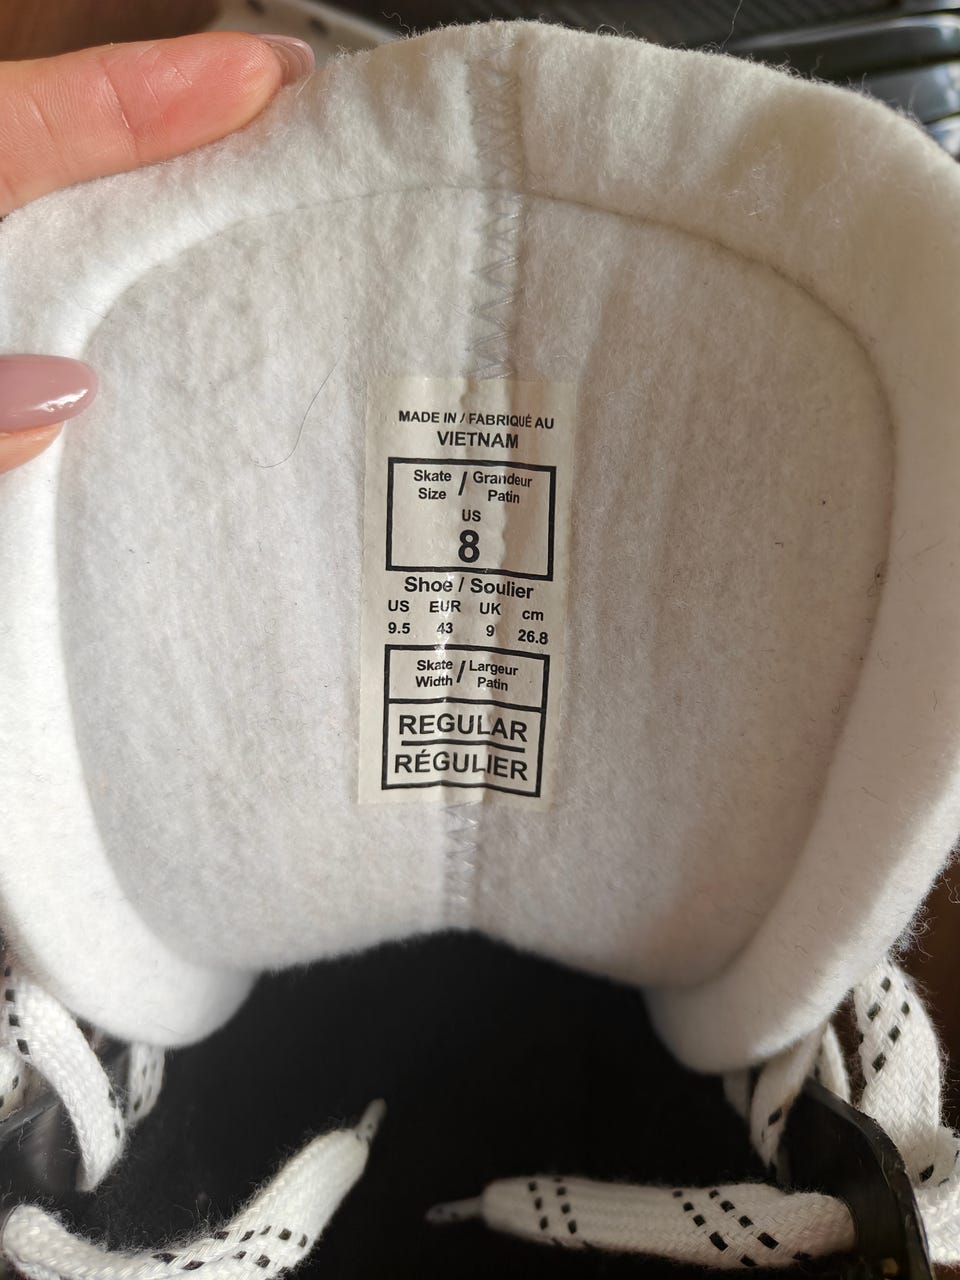 MADE IN / FABRIQUÉ AU
VIETNAM
Skate / Grandeur
Size Patin
US
8
Shoe / Soulier
US EUR UK cm
9.5 43 9 26.8
Skate / Largeur
Width Patin
REGULAR
RÉGULIER